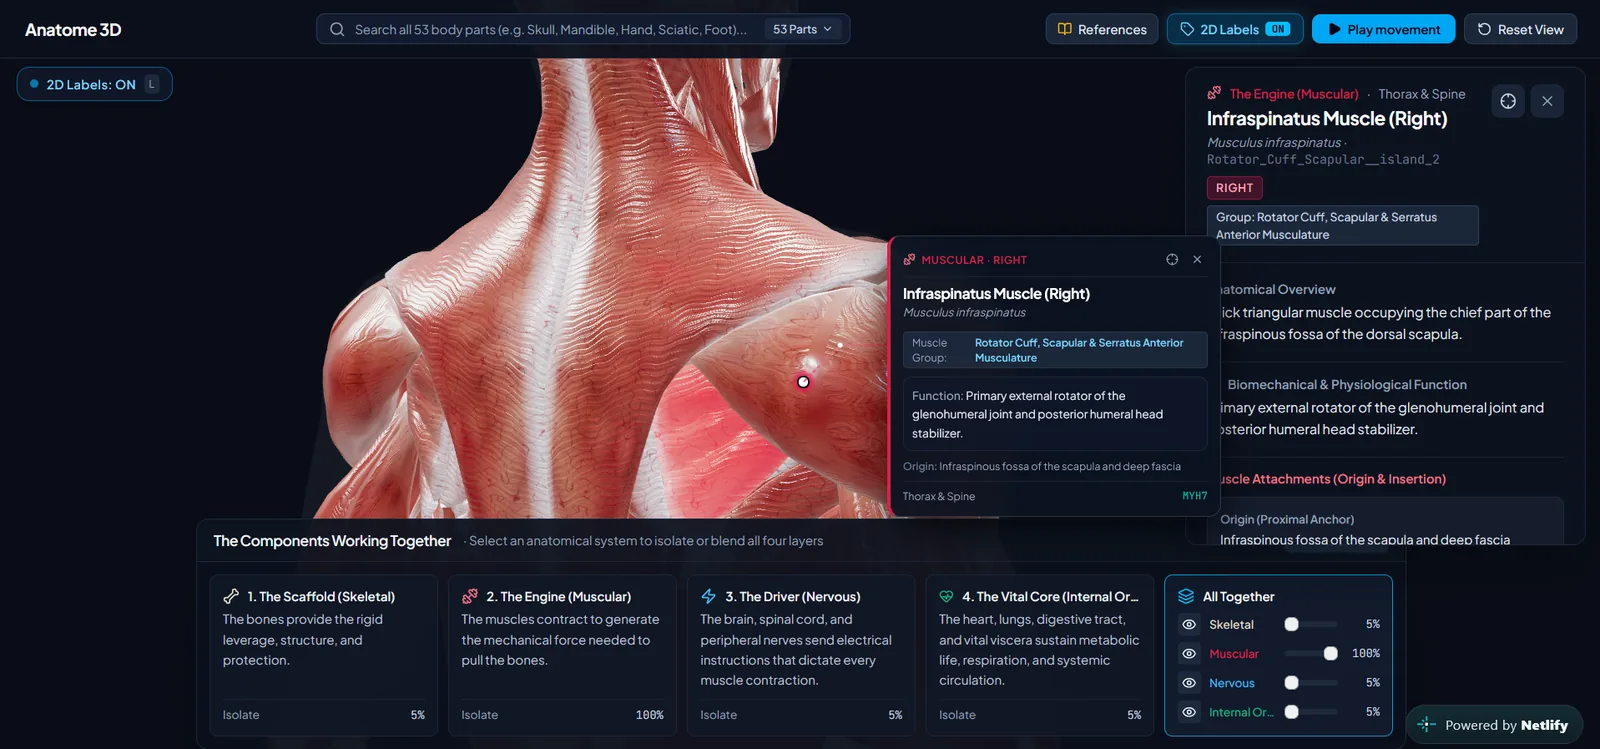 Anatome 3D
Search all 53 body parts (e.g. Skull, Mandible, Hand, Sciatic, Foot)...
53 Parts
References
2D Labels ON
Play movement
Reset View
2D Labels: ON L
The Engine (Muscular) · Thorax & Spine
Infraspinatus Muscle (Right)
Musculus infraspinatus ·
Rotator_Cuff_Scapular__island_2
RIGHT
Group: Rotator Cuff, Scapular & Serratus
Anterior Musculature
Overview
muscle occupying the chief part of the
fossa of the dorsal scapula.
Biomechanical & Physiological Function
external rotator of the glenohumeral joint and
humeral head stabilizer.
Attachments (Origin & Insertion)
Origin (Proximal Anchor)
Infraspinous fossa of the scapula and deep fascia
MUSCULAR · RIGHT
Infraspinatus Muscle (Right)
Musculus infraspinatus
Muscle
Group:
Rotator Cuff, Scapular & Serratus Anterior
Musculature
Function: Primary external rotator of the
glenohumeral joint and posterior humeral head
stabilizer.
Origin: Infraspinous fossa of the scapula and deep fascia
Thorax & Spine
MYH7
The Components Working Together · Select an anatomical system to isolate or blend all four layers
1. The Scaffold (Skeletal)
The bones provide the rigid
leverage, structure, and
protection.
Isolate 5%
2. The Engine (Muscular)
The muscles contract to generate
the mechanical force needed to
pull the bones.
Isolate 100%
3. The Driver (Nervous)
The brain, spinal cord, and
peripheral nerves send electrical
instructions that dictate every
muscle contraction.
Isolate 5%
4. The Vital Core (Internal Or...
The heart, lungs, digestive tract,
and vital viscera sustain metabolic
life, respiration, and systemic
circulation.
Isolate 5%
All Together
Skeletal 5%
Muscular 100%
Nervous 5%
Internal Or... 5%
Powered by Netlify